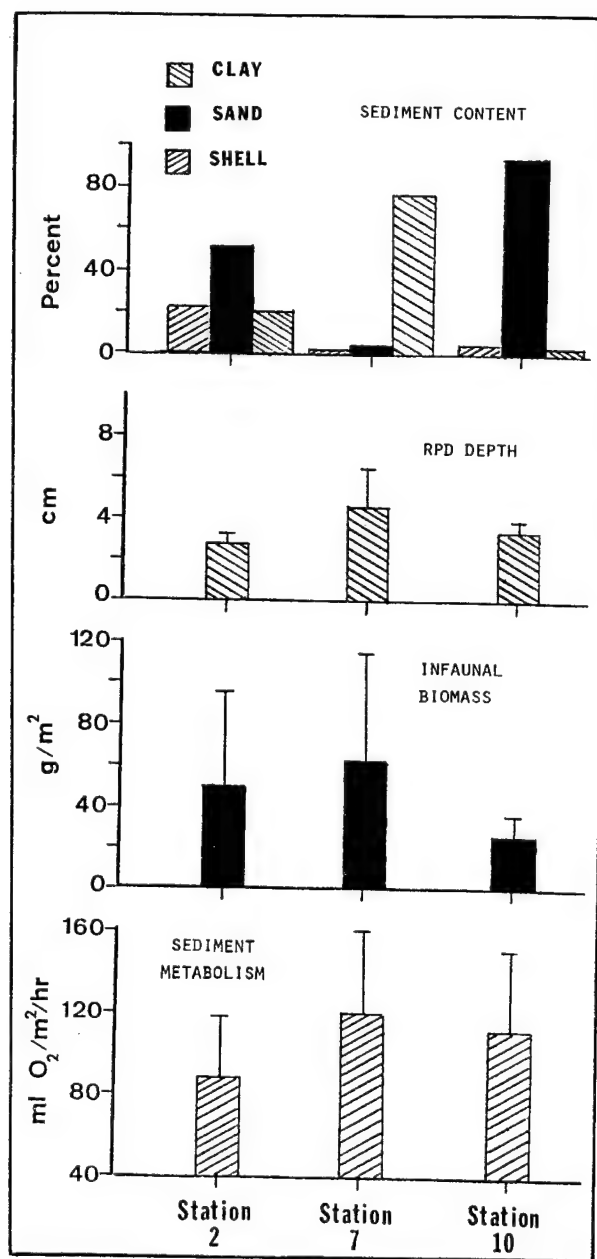 CLAY
SAND
SHELL
SEDIMENT CONTENT
Percent
80
40
0
RPD DEPTH
cm
8
4
0
INFAUNAL
BIOMASS
g/m²
120
80
40
0
SEDIMENT
METABOLISM
ml O₂/m²/hr
160
120
80
40
Station
2
Station
7
Station
10